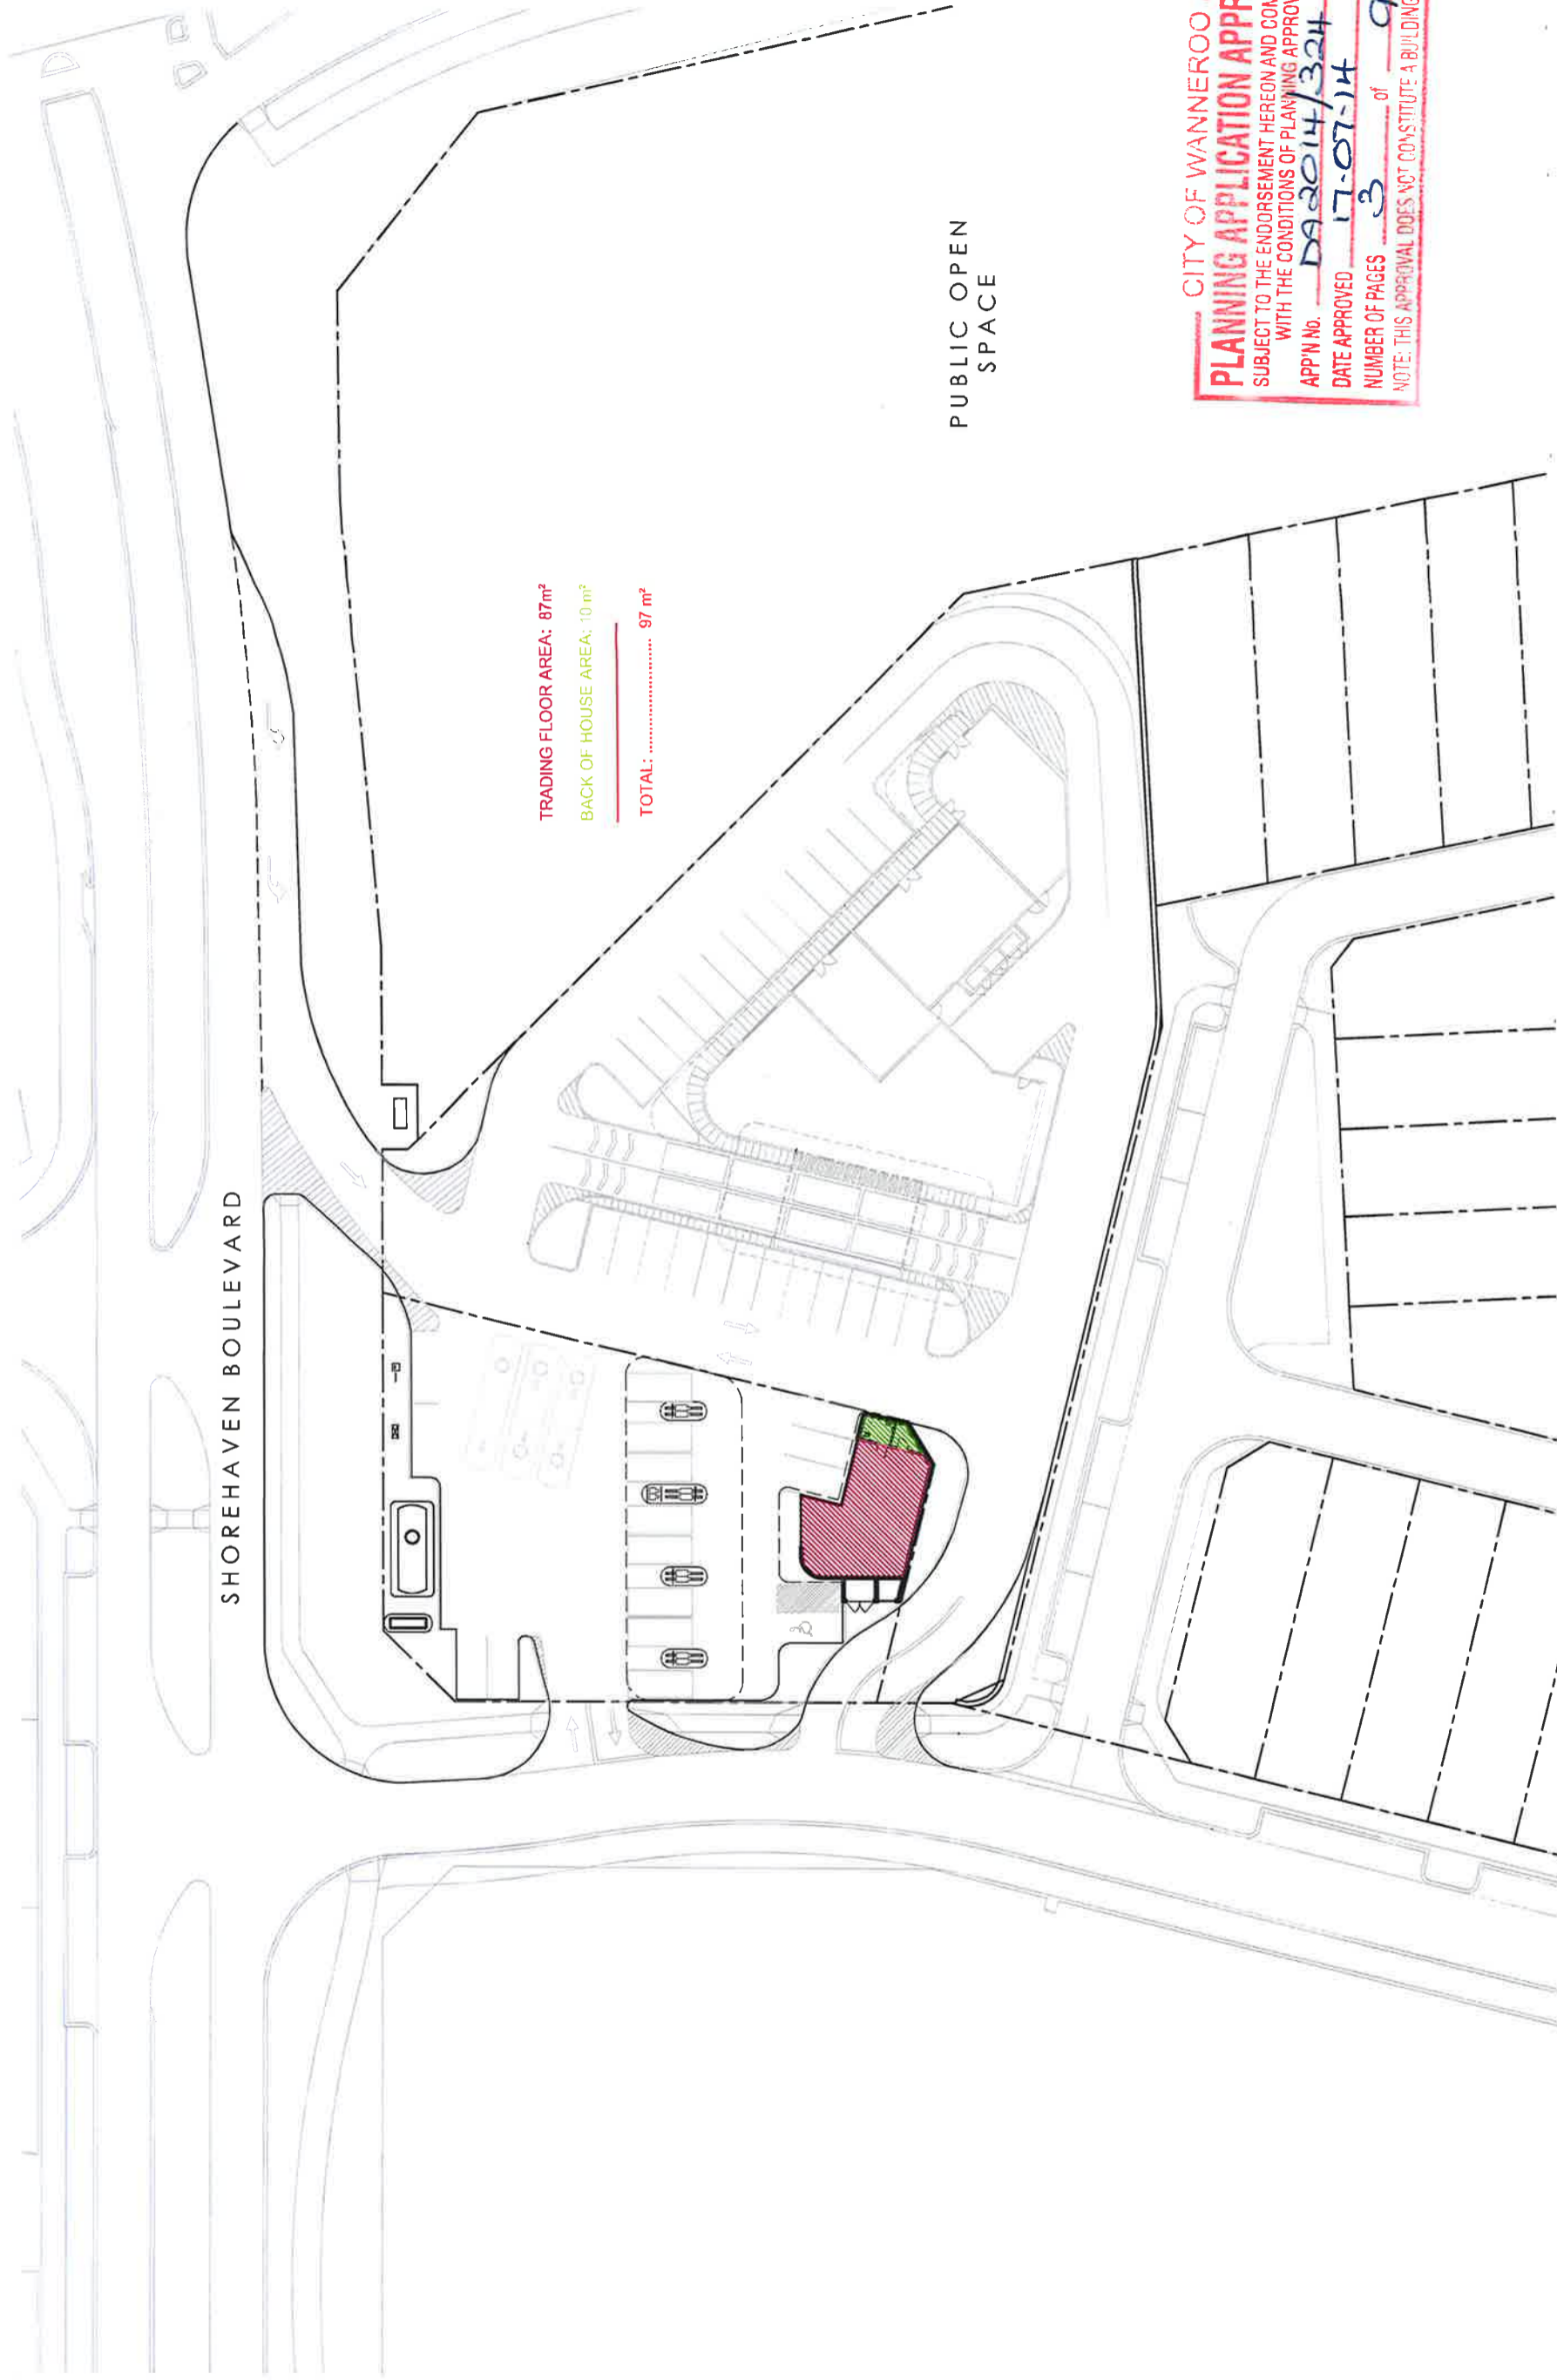 SHOREHAVEN BOULEVARD
TRADING FLOOR AREA: 87m²
BACK OF HOUSE AREA: 10 m²
TOTAL: ........................... 97 m²
PUBLIC OPEN
SPACE
CITY OF WANNEROO
PLANNING APPLICATION APPR
SUBJECT TO THE ENDORSEMENT HEREON AND COM
WITH THE CONDITIONS OF PLANNING APPROV
APP'N No. DA2014/324
DATE APPROVED 17-07-14
NUMBER OF PAGES 3 of 9
NOTE: THIS APPROVAL DOES NOT CONSTITUTE A BUILDING